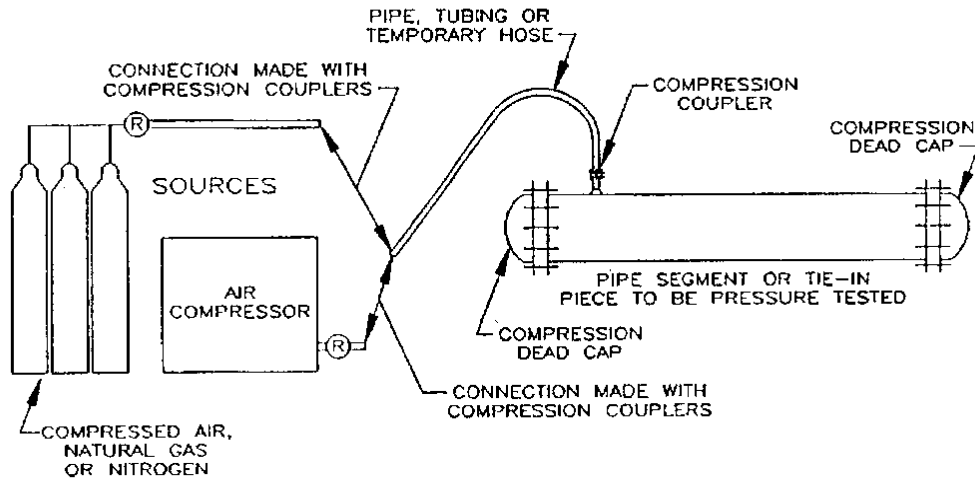 PIPE, TUBING OR
TEMPORARY HOSE
CONNECTION MADE WITH
COMPRESSION COUPLERS
COMPRESSION
COUPLER
COMPRESSION
DEAD CAP
R
SOURCES
AIR
COMPRESSOR
R
PIPE SEGMENT OR TIE-IN
PIECE TO BE PRESSURE TESTED
COMPRESSION
DEAD CAP
CONNECTION MADE WITH
COMPRESSION COUPLERS
COMPRESSED AIR,
NATURAL GAS
OR NITROGEN